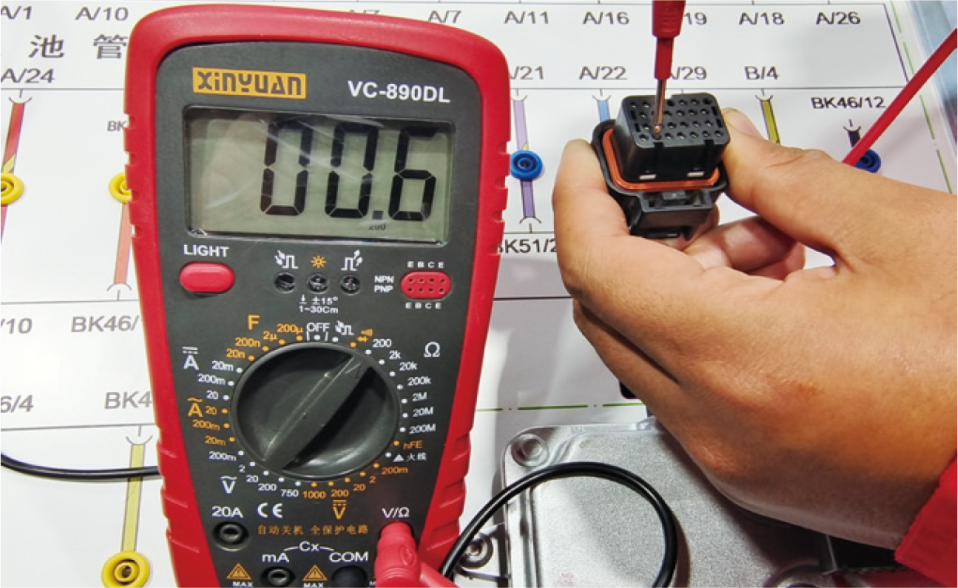 A/1
A/7
A/11
A/16
19
A/18
A/26
池 管
A/24
/21
A/22
/29
B/4
BK46/12
BK
XINYUAN
VC-890DL
00.6
200
LIGHT
E B C E
NPN
PNP
E B C E
±15°
1~30Cm
F
200n
2μ
200μ
OFF
200
Ω
20n
2k
A
20m
20k
200m
200k
20
2M
A
20
20M
200m
200M
20m
hFE
200m
火线
2
200m
V
20
200
750
1000
200
20
2
V
20A
CE
V/Ω
自动关机 全保护电路
mA
Cx
COM
MAX
MAX
BK51/2
/10
BK46/
6/4
BK4